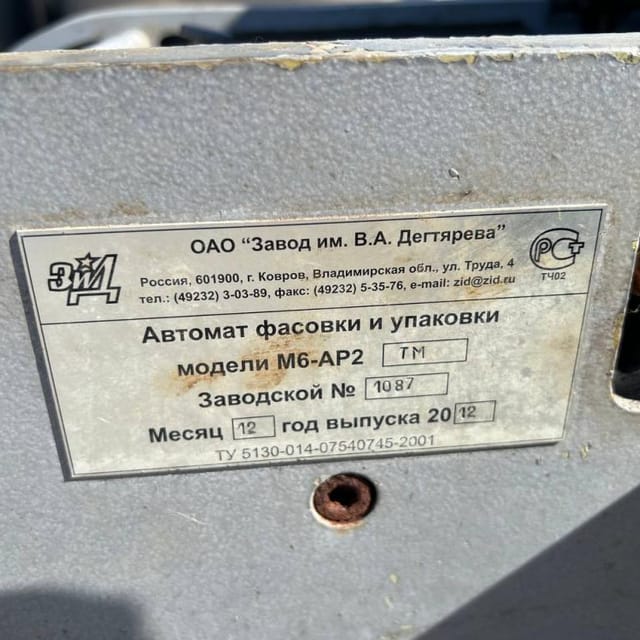 ЗиД
ОАО “Завод им. В.А. Дегтярева”
Россия, 601900, г. Ковров, Владимирская обл., ул. Труда, 4
тел.: (49232) 3-03-89, факс: (49232) 5-35-76, e-mail: zid@zid.ru
РСТ
ТЧ02
Автомат фасовки и упаковки
модели М6-АР2 ТМ
Заводской № 1087
Месяц 12 год выпуска 2012
ТУ 5130-014-07540745-2001